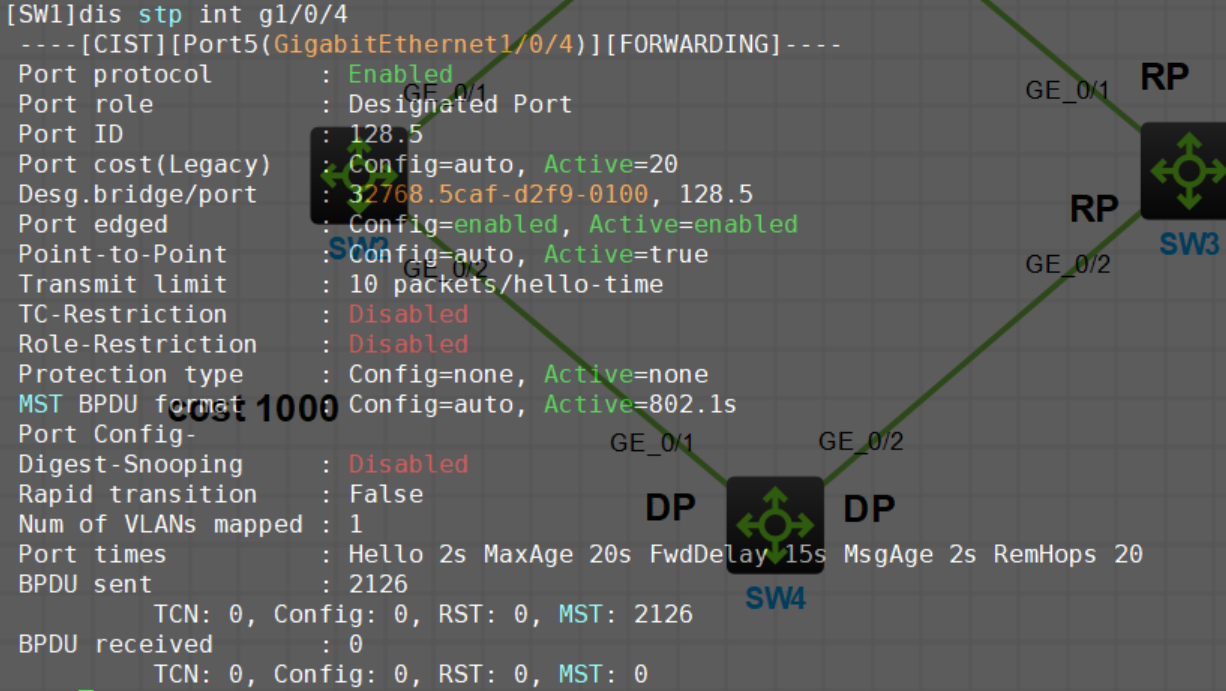 [SW1]dis stp int g1/0/4
----[CIST][Port5(GigabitEthernet1/0/4)][FORWARDING]----
Port protocol : Enabled
Port role : Designated Port
Port ID : 128.5
Port cost(Legacy) : Config=auto, Active=20
Desg.bridge/port : 32768.5caf-d2f9-0100, 128.5
Port edged : Config=enabled, Active=enabled
Point-to-Point : Config=auto, Active=true
Transmit limit : 10 packets/hello-time
TC-Restriction : Disabled
Role-Restriction : Disabled
Protection type : Config=none, Active=none
MST BPDU format : Config=auto, Active=802.1s
Port Config-
Digest-Snooping : Disabled
Rapid transition : False
Num of VLANs mapped : 1
Port times : Hello 2s MaxAge 20s FwdDelay 15s MsgAge 2s RemHops 20
BPDU sent : 2126
TCN: 0, Config: 0, RST: 0, MST: 2126
BPDU received : 0
TCN: 0, Config: 0, RST: 0, MST: 0
GE_0/1
SW2
GE_0/2
cost 1000
GE_0/1
RP
RP
SW3
GE_0/2
GE_0/1
GE_0/2
DP
DP
SW4